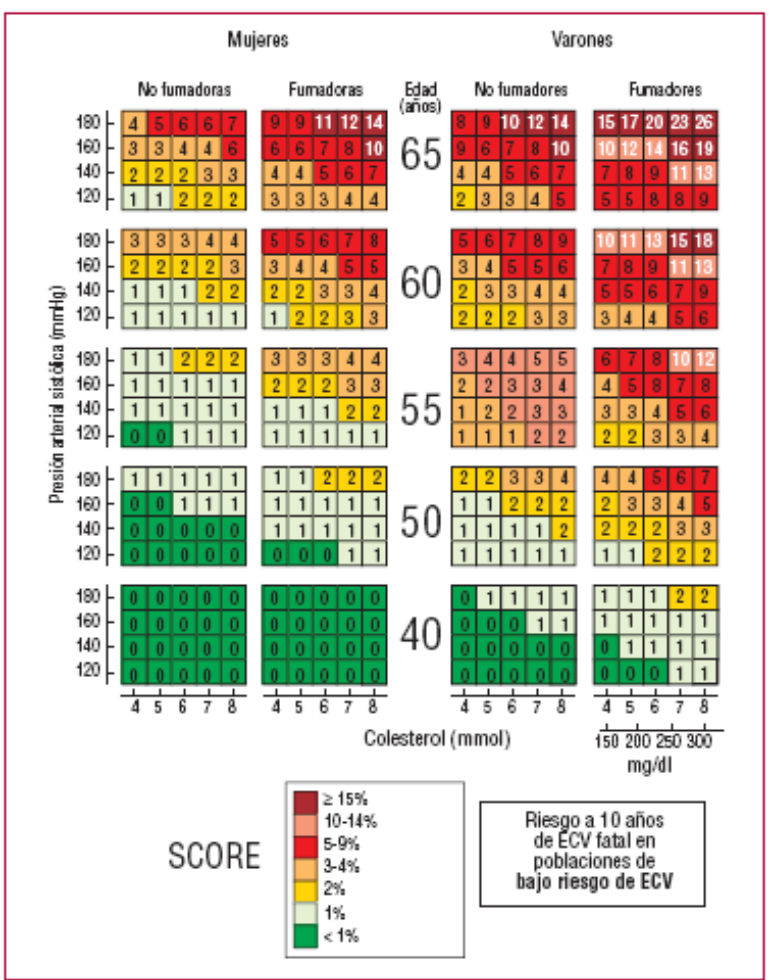 Mujeres Varones
No fumadoras Fumadoras Edad (años) No fumadores Fumadores
180 4 5 6 6 7 9 9 11 12 14 8 9 10 12 14 15 17 20 23 26
160 3 3 4 4 6 6 6 7 8 10 9 6 7 8 10 10 12 14 16 19
65
140 2 2 2 3 3 4 4 5 6 7 4 4 5 6 7 7 8 9 11 13
120 1 1 2 2 2 3 3 3 4 4 2 3 3 4 5 5 5 8 8 9
180 3 3 3 4 4 5 5 6 7 8 5 6 7 8 9 10 11 13 15 18
160 2 2 2 2 3 3 4 4 5 5 3 4 5 5 6 7 8 9 11 13
60
140 1 1 1 2 2 2 2 3 3 4 2 3 3 4 4 5 5 6 7 9
120 1 1 1 1 1 1 2 2 3 3 2 2 2 3 3 3 4 4 5 6
Presión arterial sistólica (mmHg)
180 1 1 2 2 2 3 3 3 4 4 3 4 4 5 5 6 7 8 10 12
160 1 1 1 1 1 2 2 2 3 3 2 2 3 3 4 4 5 8 7 8
55
140 1 1 1 1 1 1 1 1 2 2 1 2 2 3 3 3 3 4 5 6
120 0 0 1 1 1 1 1 1 1 1 1 1 1 2 2 2 2 3 3 4
180 1 1 1 1 1 1 1 2 2 2 2 2 3 3 4 4 4 5 6 7
160 0 0 1 1 1 1 1 1 1 1 1 1 2 2 2 2 3 3 4 5
50
140 0 0 0 0 0 1 1 1 1 1 1 1 1 1 2 2 2 2 3 3
120 0 0 0 0 0 0 0 0 1 1 1 1 1 1 1 1 1 2 2 2
180 0 0 0 0 0 0 0 0 0 0 0 1 1 1 1 1 1 1 2 2
160 0 0 0 0 0 0 0 0 0 0 0 0 0 1 1 1 1 1 1 1
40
140 0 0 0 0 0 0 0 0 0 0 0 0 0 0 0 0 1 1 1 1
120 0 0 0 0 0 0 0 0 0 0 0 0 0 0 0 0 0 0 1 1
4 5 6 7 8 4 5 6 7 8 4 5 6 7 8 4 5 6 7 8
Colesterol (mmol)
150 200 250 300
mg/dl
SCORE
≥ 15%
10-14%
5-9%
3-4%
2%
1%
< 1%
Riesgo a 10 años
de ECV fatal en
poblaciones de
bajo riesgo de ECV